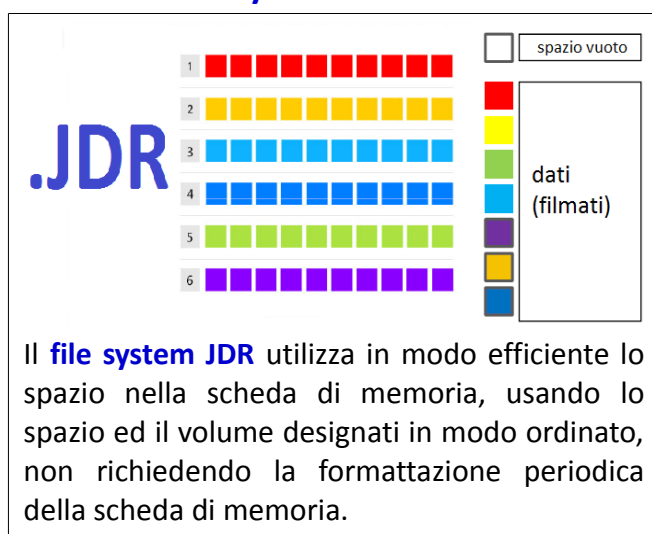 spazio vuoto
1
2
.JDR
3
4
5
6
dati
(filmati)
Il file system JDR utilizza in modo efficiente lo
spazio nella scheda di memoria, usando lo
spazio ed il volume designati in modo ordinato,
non richiedendo la formattazione periodica
della scheda di memoria.